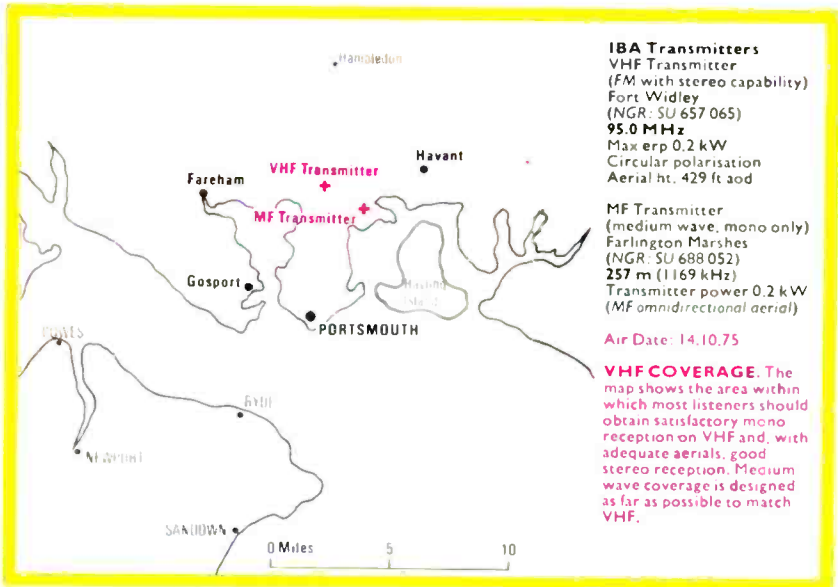 Hambledon
VHF Transmitter
Havant
Fareham
MF Transmitter
Gosport
Hayling
Island
PORTSMOUTH
COWES
RYDE
NEWPORT
SANDOWN
0 Miles 5 10
IBA Transmitters
VHF Transmitter
(FM with stereo capability)
Fort Widley
(NGR: SU 657 065)
95.0 MHz
Max erp 0.2 kW
Circular polarisation
Aerial ht. 429 ft aod
MF Transmitter
(medium wave, mono only)
Farlington Marshes
(NGR: SU 688 052)
257 m (1169 kHz)
Transmitter power 0.2 kW
(MF omnidirectional aerial)
Air Date: 14.10.75
VHF COVERAGE. The
map shows the area within
which most listeners should
obtain satisfactory mono
reception on VHF and, with
adequate aerials, good
stereo reception. Medium
wave coverage is designed
as far as possible to match
VHF.